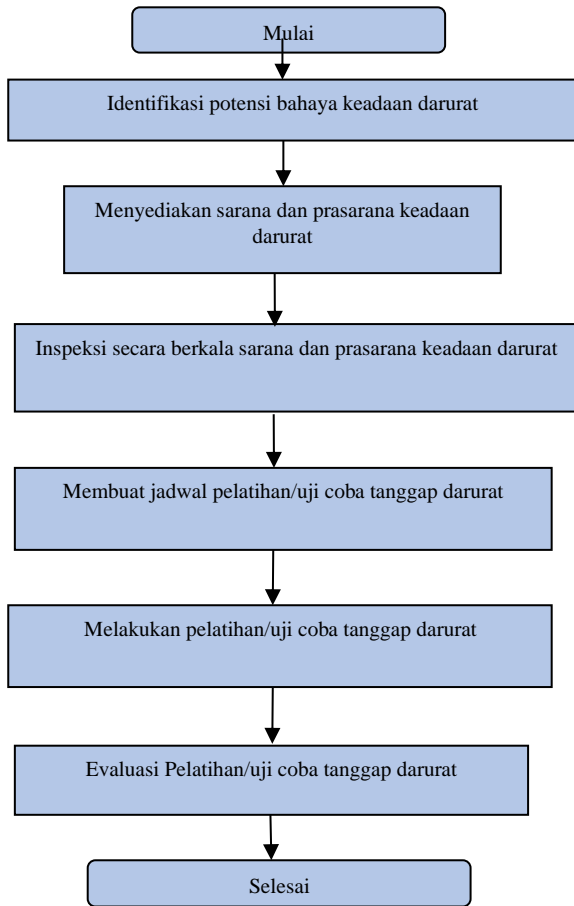 Mulai
Identifikasi potensi bahaya keadaan darurat
Menyediakan sarana dan prasarana keadaan
darurat
Inspeksi secara berkala sarana dan prasarana keadaan darurat
Membuat jadwal pelatihan/uji coba tanggap darurat
Melakukan pelatihan/uji coba tanggap darurat
Evaluasi Pelatihan/uji coba tanggap darurat
Selesai